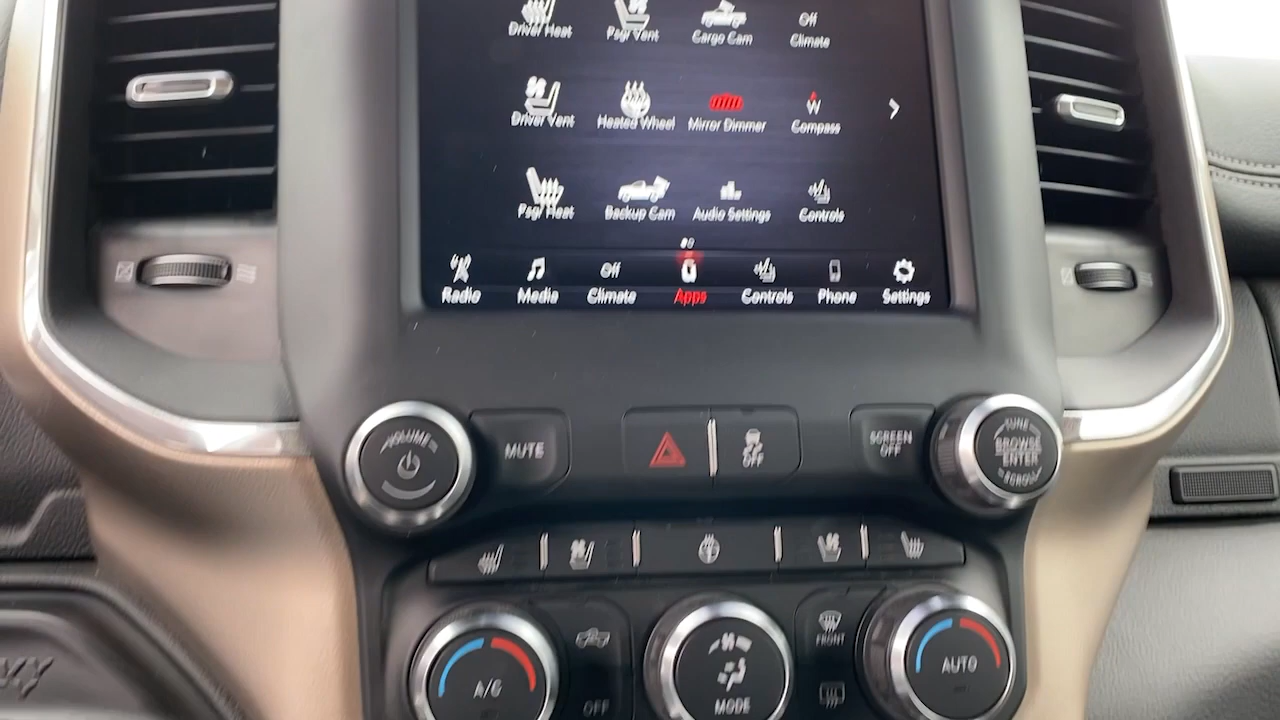 Driver Heat
Psgr Vent
Cargo Cam
Off
Climate
Driver Vent
Heated Wheel
Mirror Dimmer
Compass
Psgr Heat
Backup Cam
Audio Settings
Controls
Radio
Media
Off
Climate
Apps
Controls
Phone
Settings
VOLUME
MUTE
OFF
SCREEN
OFF
TUNE
BROWSE
ENTER
SCROLL
FRONT
A/C
OFF
MODE
AUTO